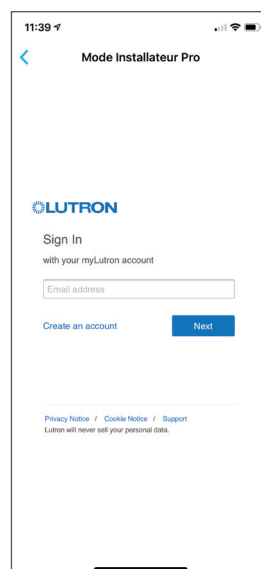 11:39
Mode Installateur Pro
LUTRON
Sign In
with your myLutron account
Email address
Create an account
Next
Privacy Notice / Cookie Notice / Support
Lutron will never sell your personal data.